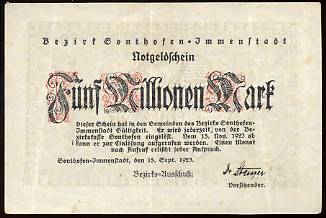 Bezirk Sonthofen-Immenstadt
Notgeldschein
Fünf Millionen Mark
Dieser Schein hat in den Gemeinden des Bezirks Sonthofen-
Immenstadt Gültigkeit. Er wird jederzeit von der Be-
zirkskasse Sonthofen eingelöst. Vom 15. Nov. 1923 ab
kann er zur Einlösung aufgerufen werden. Einen Monat
nach Aufruf erlischt jeder Anspruch.
Sonthofen-Immenstadt, den 15. Sept. 1923.
Bezirks-Ausschuß:
Vorsitzender.